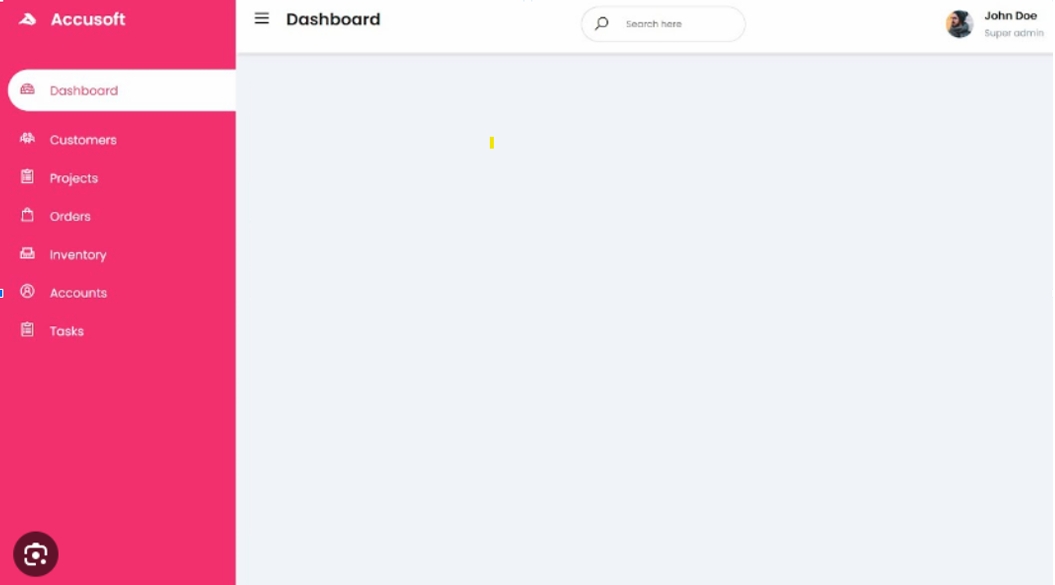 Accusoft
Dashboard
Customers
Projects
Orders
Inventory
Accounts
Tasks
Dashboard
Search here
John Doe
Super admin